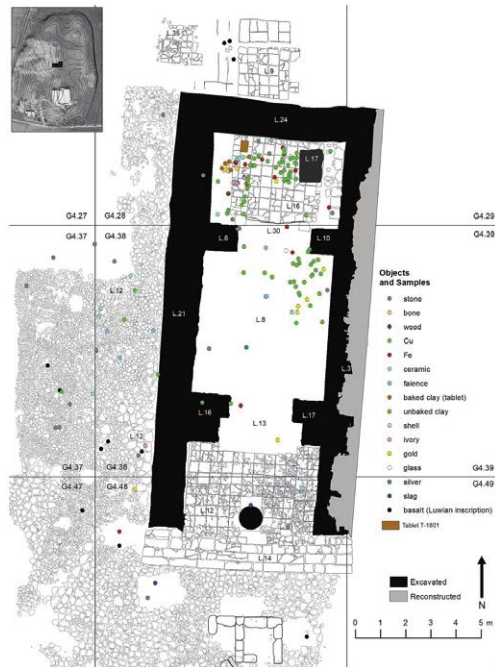 L.35
L.9
L.24
L.17
L.16
G4.27 G4.28
G4.29
L.30
G4.37 G4.38
L.6
L.10
G4.39
Objects
and Samples
L.12
stone
bone
wood
L.21
L.8
Cu
L.3
Fe
ceramic
faience
baked clay (tablet)
unbaked clay
L.16
L.17
shell
L.13
ivory
gold
glass
G4.37 G4.38
G4.39
G4.47 G4.48
G4.49
silver
slag
L.12
basalt (Luwian inscription)
Tablet T-1801
L.14
Excavated
Reconstructed
N
0 1 2 3 4 5 m